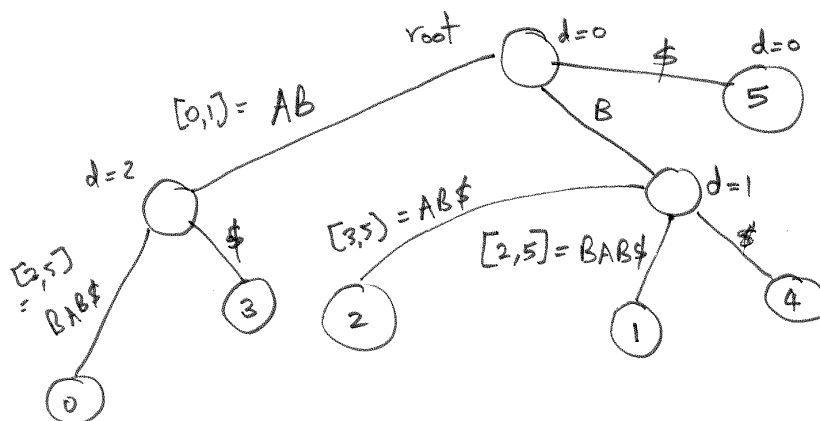 root
d=0
d=0
$
5
[0,1] = AB
B
d=2
d=1
[3,5) = AB$
$
[2,5] = BAB$
$
[2,5]
= BAB$
3
2
1
4
0